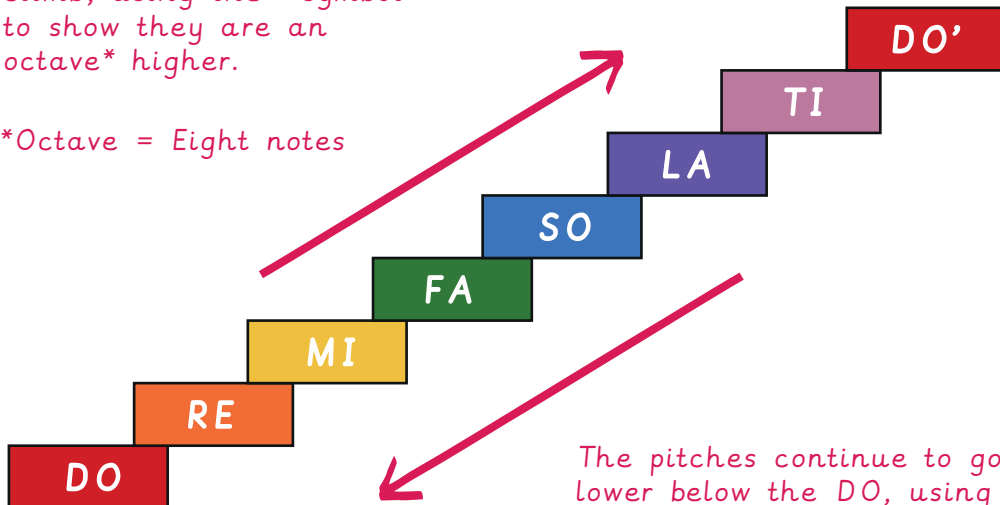 to show they are an
octave* higher.
*Octave = Eight notes
DO’
TI
LA
SO
FA
MI
RE
DO
The pitches continue to go
lower below the DO, using